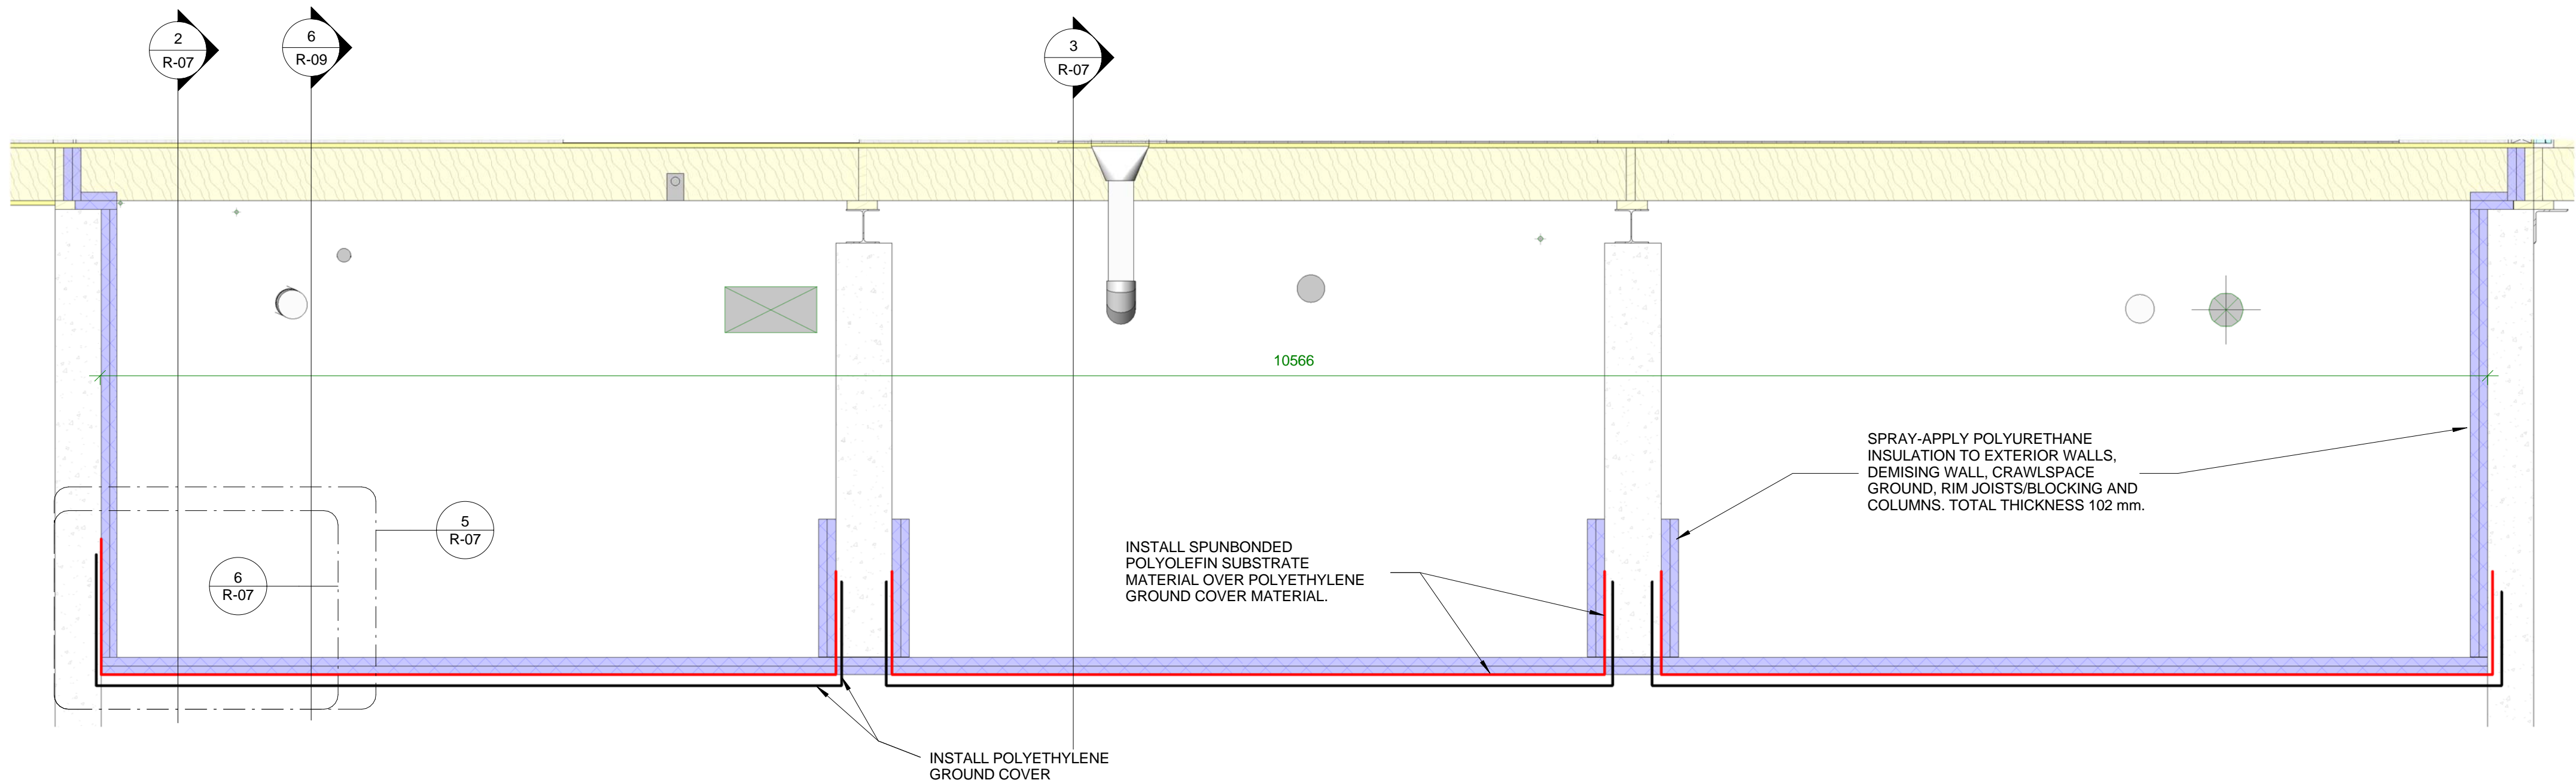 2
R-07
6
R-09
3
R-07
10566
SPRAY-APPLY POLYURETHANE
INSULATION TO EXTERIOR WALLS,
DEMISING WALL, CRAWLSPACE
GROUND, RIM JOISTS/BLOCKING AND
COLUMNS. TOTAL THICKNESS 102 mm.
5
R-07
INSTALL SPUNBONDED
POLYOLEFIN SUBSTRATE
MATERIAL OVER POLYETHYLENE
GROUND COVER MATERIAL.
6
R-07
INSTALL POLYETHYLENE
GROUND COVER